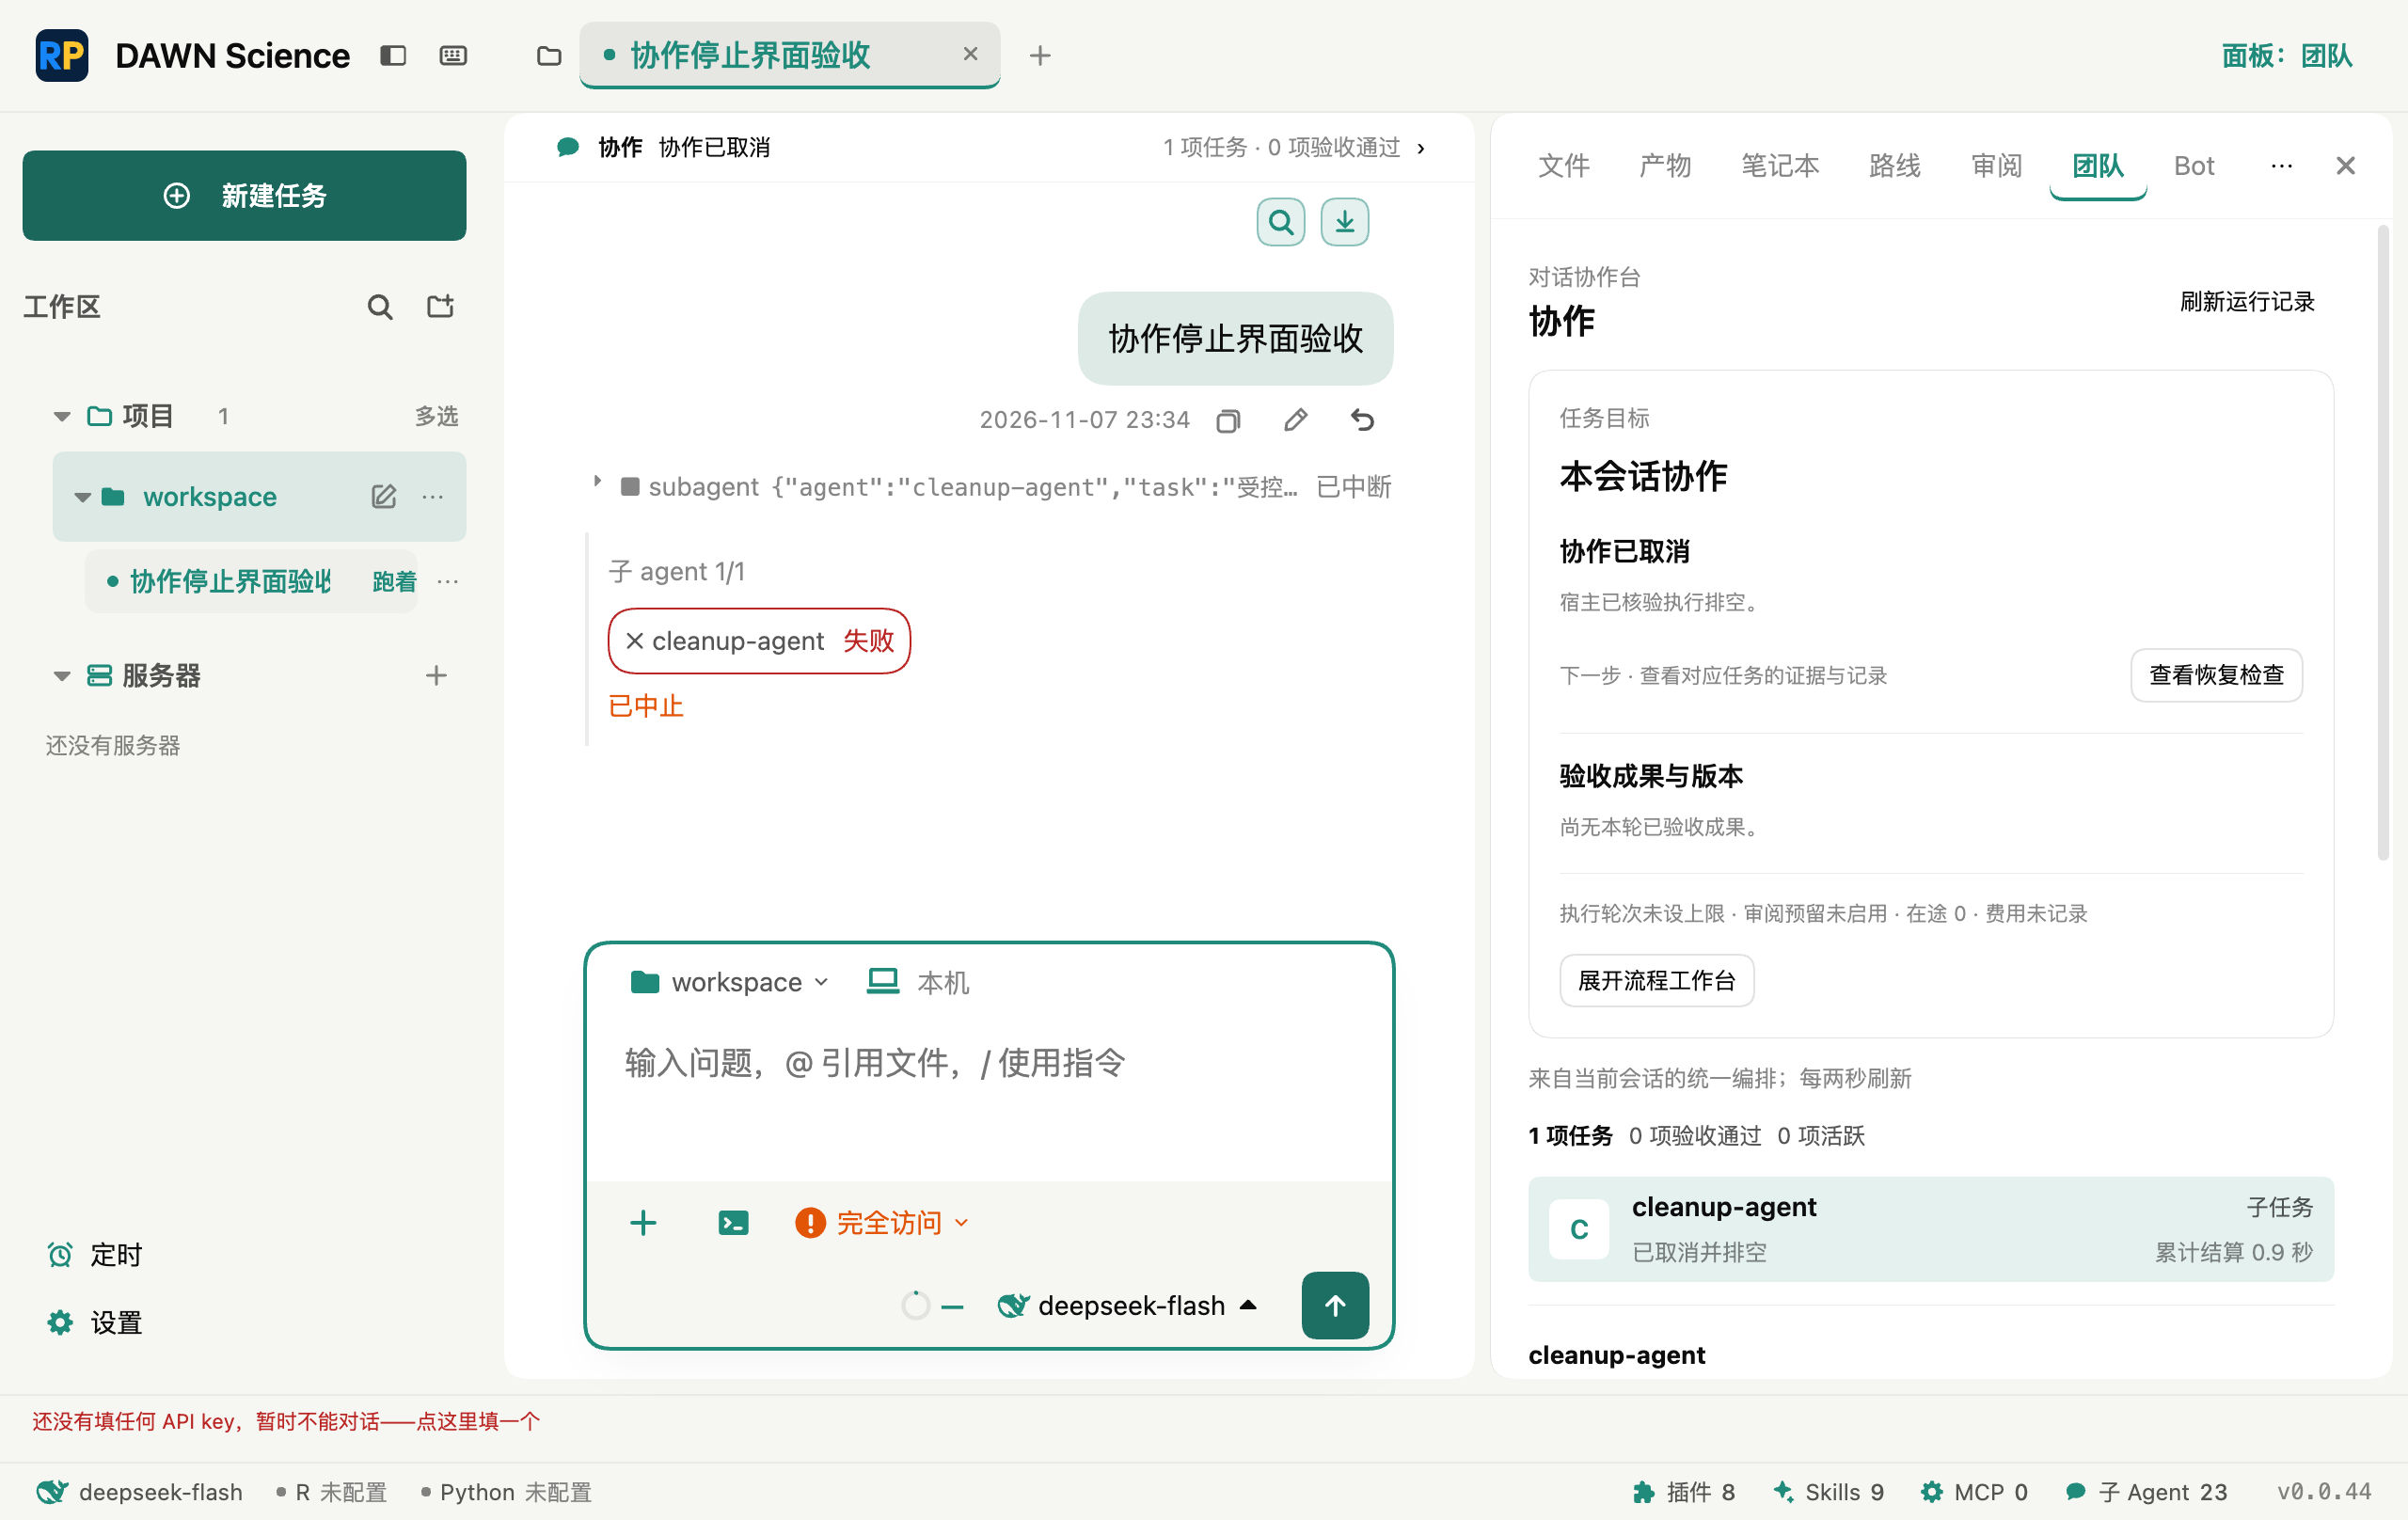 RP DAWN Science
协作停止界面验收
面板：团队
新建任务
工作区
项目 1 多选
workspace
协作停止界面验收 跑着
服务器
还没有服务器
定时
设置
协作 协作已取消 1 项任务 · 0 项验收通过 ›
协作停止界面验收
2026-11-07 23:34
subagent {"agent":"cleanup-agent","task":"受控… 已中断
子 agent 1/1
cleanup-agent 失败
已中止
workspace 本机
输入问题，@ 引用文件，/ 使用指令
完全访问
deepseek-flash
文件 产物 笔记本 路线 审阅 团队 Bot
对话协作台
协作
刷新运行记录
任务目标
本会话协作
协作已取消
宿主已核验执行排空。
下一步 · 查看对应任务的证据与记录
查看恢复检查
验收成果与版本
尚无本轮已验收成果。
执行轮次未设上限 · 审阅预留未启用 · 在途 0 · 费用未记录
展开流程工作台
来自当前会话的统一编排；每两秒刷新
1 项任务 0 项验收通过 0 项活跃
C
cleanup-agent 子任务
已取消并排空 累计结算 0.9 秒
cleanup-agent
还没有填任何 API key，暂时不能对话——点这里填一个
deepseek-flash R 未配置 Python 未配置
插件 8 Skills 9 MCP 0 子 Agent 23 v0.0.44